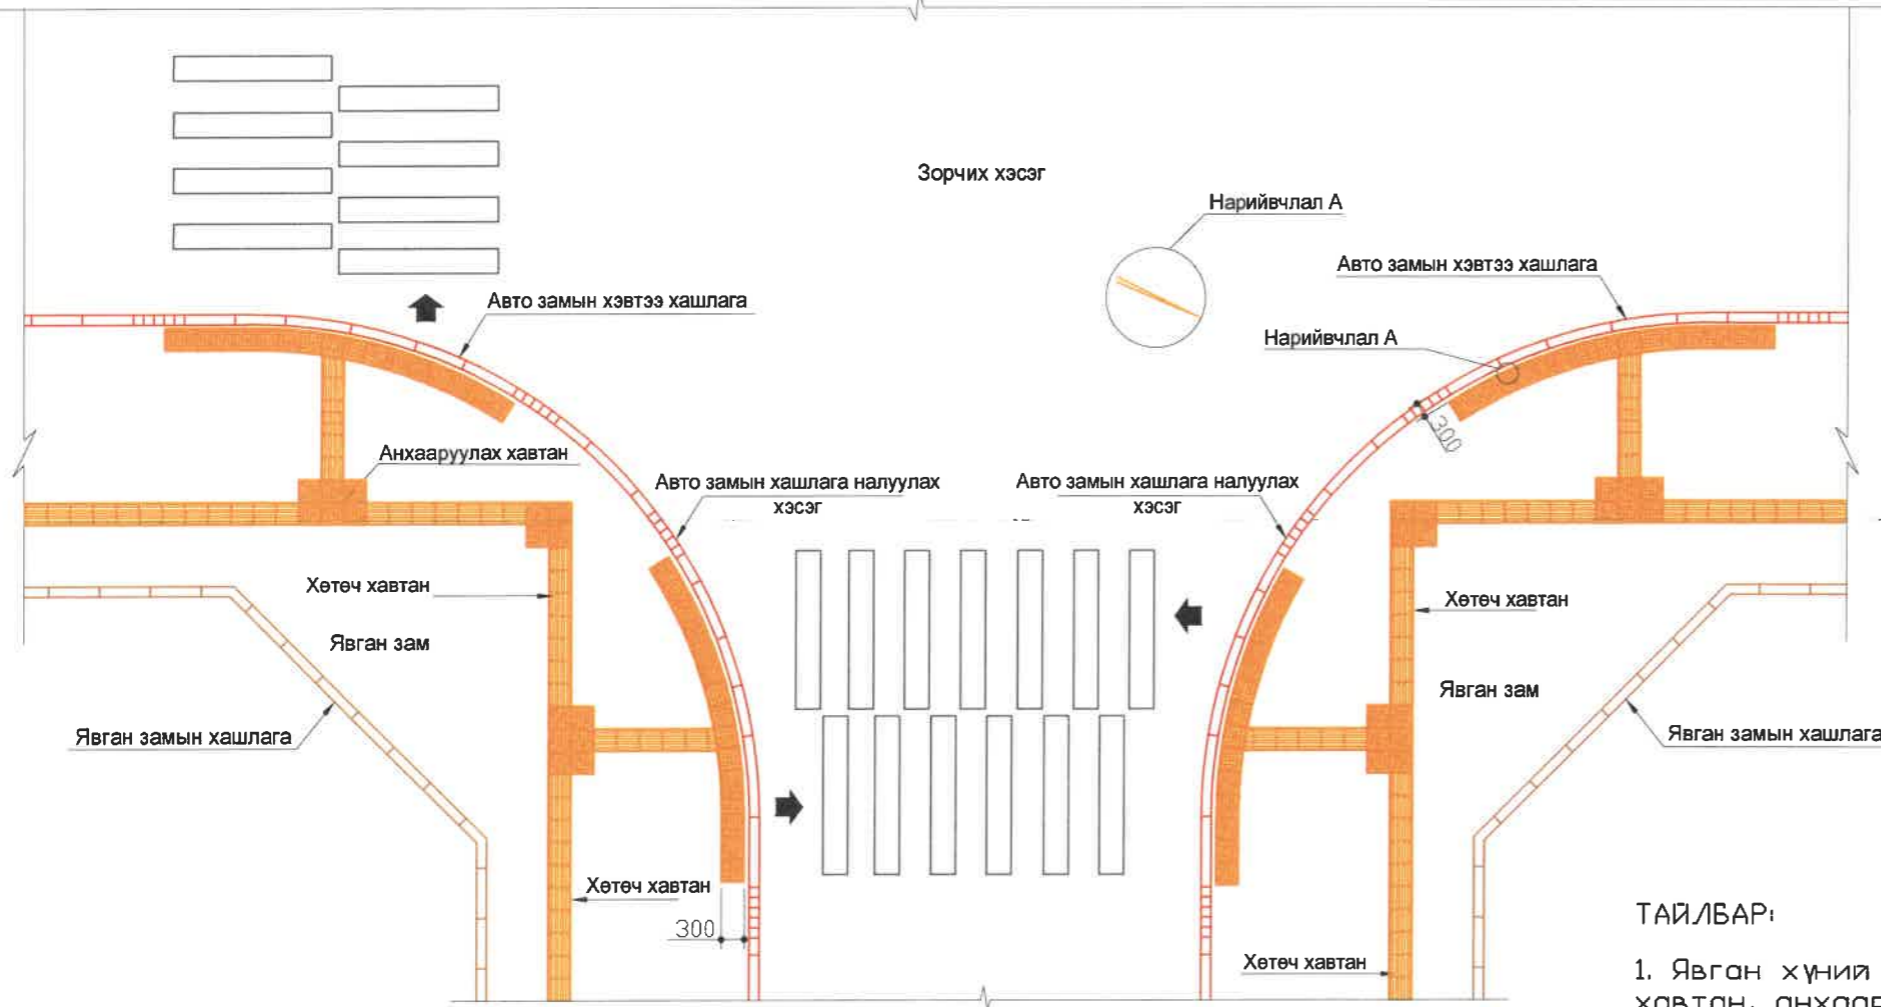 Зорчих хэсэг
Нарийвчлал А
Авто замын хэвтээ хашлага
Авто замын хэвтээ хашлага
Нарийвчлал А
300
Анхааруулах хавтан
Авто замын хашлага налуулах
хэсэг
Авто замын хашлага налуулах
хэсэг
Хөтөч хавтан
Хөтөч хавтан
Явган зам
Явган зам
Явган замын хашлага
Явган замын хашлага
Хөтөч хавтан
300
Хөтөч хавтан
ТАЙЛБАР:
1. Явган хүний
хавтан, анхаар